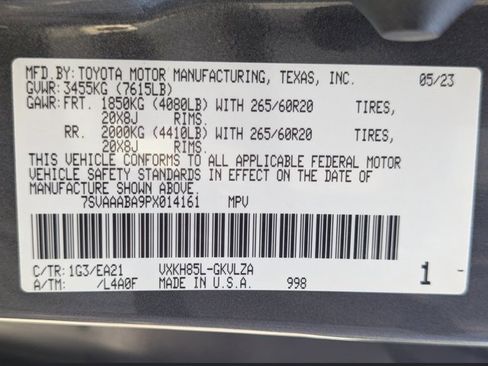 MFD.BY: TOYOTA MOTOR MANUFACTURING, TEXAS, INC. 05/23
GVWR: 3455KG (7615LB)
GAWR: FRT. 1850KG (4080LB) WITH 265/60R20 TIRES,
20X8J RIMS.
RR. 2000KG (4410LB) WITH 265/60R20 TIRES,
20X8J RIMS.
THIS VEHICLE CONFORMS TO ALL APPLICABLE FEDERAL MOTOR
VEHICLE SAFETY STANDARDS IN EFFECT ON THE DATE OF
MANUFACTURE SHOWN ABOVE.
7SVAAABA9PX014161 MPV
C/TR: 1G3/EA21 VXKH85L-GKVLZA 1
A/TM: /L4A0F MADE IN U.S.A. 998